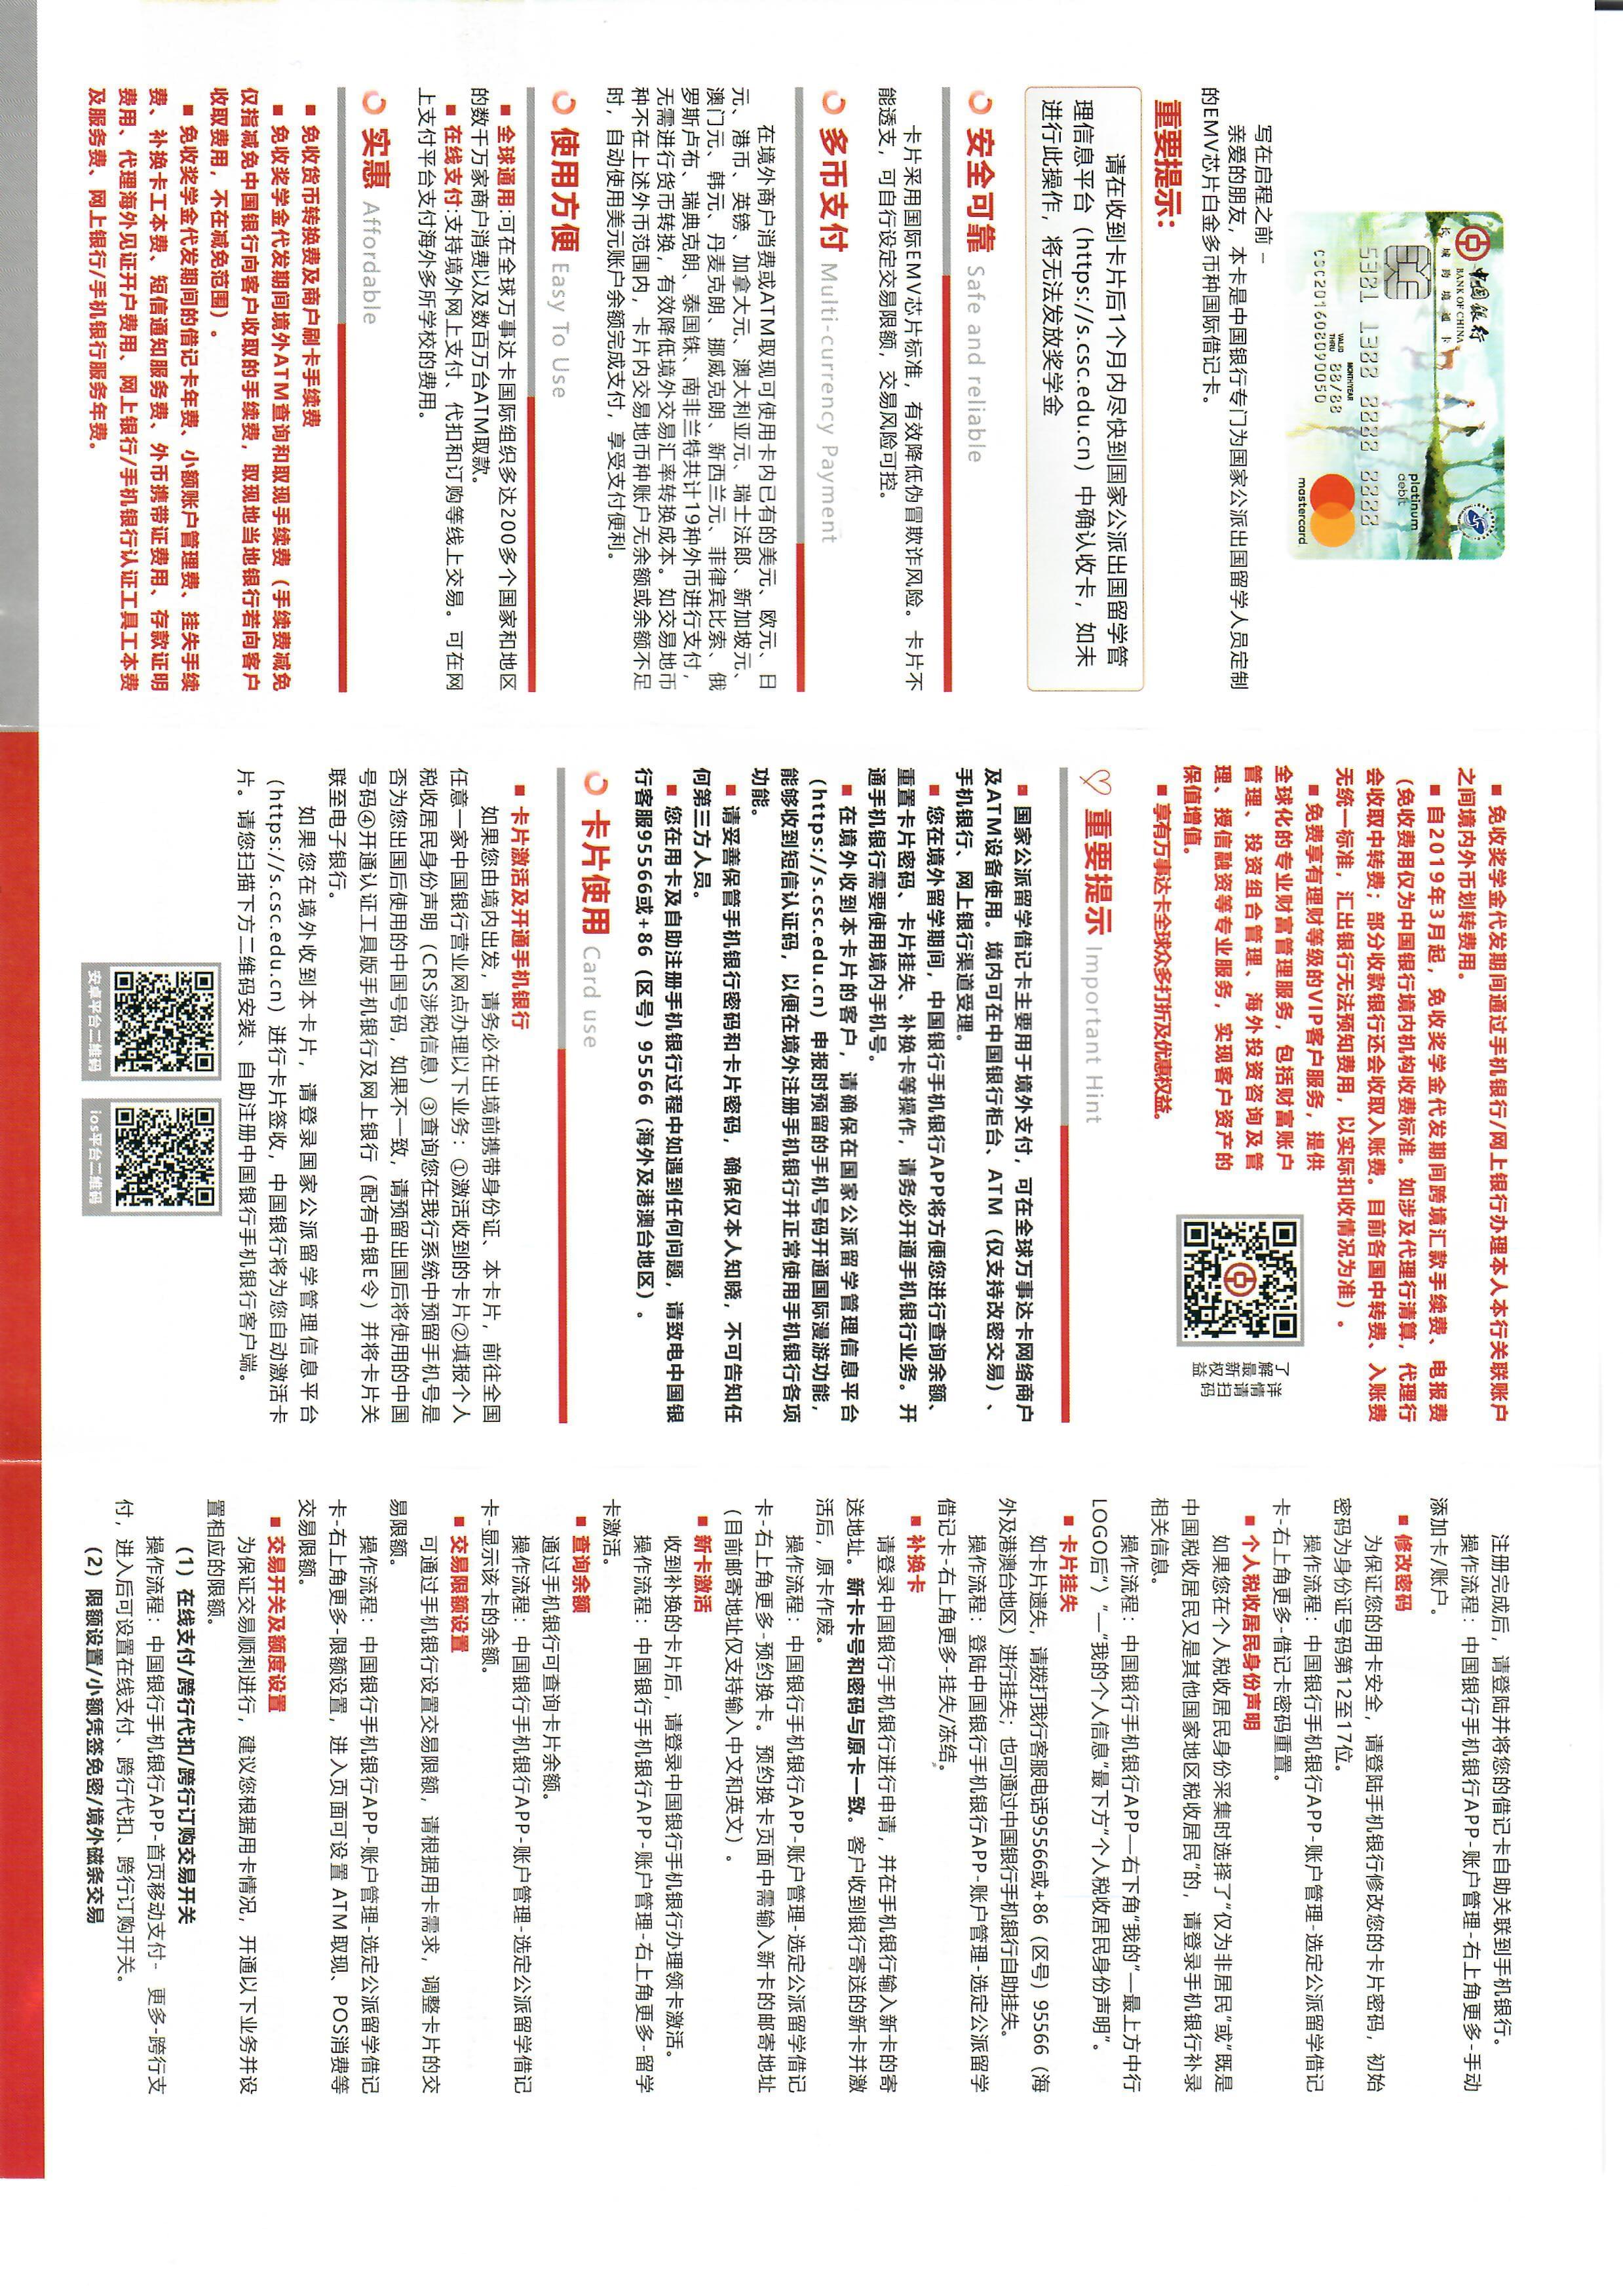 中国银行
BANK OF CHINA
长城跨境通卡
platinum
debit
5321 1388 8888 8888
MONTH/YEAR
VALID THRU
88/88
CSC201608090050
mastercard
写在启程之前 –
亲爱的朋友，本卡是中国银行专门为国家公派出国留学人员定制
的EMV芯片白金多币种国际借记卡。
重要提示：
请在收到卡片后1个月内尽快到国家公派出国留学管
理信息平台（https://s.csc.edu.cn）中确认收卡，如未
进行此操作，将无法发放奖学金
安全可靠 Safe and reliable
卡片采用国际EMV芯片标准，有效降低伪冒欺诈风险。卡片不
能透支，可自行设定交易限额，交易风险可控。
多币支付 Multi-currency Payment
在境外商户消费或ATM取现可使用卡内已有的美元、欧元、日
元、港币、英镑、加拿大元、澳大利亚元、瑞士法郎、新加坡元、
澳门元、韩元、丹麦克朗、挪威克朗、新西兰元、菲律宾比索、俄
罗斯卢布、瑞典克朗、泰国铢、南非兰特共计19种外币进行支付，
无需进行货币转换，有效降低境外交易汇率转换成本。如交易地币
种不在上述外币范围内，卡片内交易地币种账户无余额或余额不足
时，自动使用美元账户余额完成支付，享受支付便利。
使用方便 Easy To Use
■ 全球通用:可在全球万事达卡国际组织多达200多个国家和地区
的数千万家商户消费以及数百万台ATM取款。
■ 在线支付:支持境外网上支付、代扣和订购等线上交易。可在网
上支付平台支付海外多所学校的费用。
实惠 Affordable
■ 免收货币转换费及商户刷卡手续费
■ 免收奖学金代发期间境外ATM查询和取现手续费（手续费减免
仅指减免中国银行向客户收取的手续费，取现地当地银行若向客户
收取费用，不在减免范围）。
■ 免收奖学金代发期间的借记卡年费、小额账户管理费、挂失手续
费、补换卡工本费、短信通知服务费、外币携带证费用、存款证明
费用、代理海外见证开户费用、网上银行/手机银行认证工具工本费
及服务费、网上银行/手机银行服务年费。
■ 免收奖学金代发期间通过手机银行/网上银行办理本人本行关联账户
之间境内外币划转费用。
■ 自2019年3月起，免收奖学金代发期间跨境汇款手续费、电报费
（免收费用仅为中国银行境内机构收费标准。如涉及代理行清算，代理行
会收取中转费；部分收款银行还会收取入账费。目前各国中转费、入账费
无统一标准，汇出银行无法预知费用，以实际扣收情况为准）。
■ 免费享有理财等级的VIP客户服务，提供
全球化的专业财富管理服务，包括财富账户
管理、投资组合管理、海外投资咨询及管
理、授信融资等专业服务，实现客户资产的
保值增值。
■ 享有万事达卡全球众多打折及优惠权益。
了解最新权益
详情请扫码
重要提示 Important Hint
■ 国家公派留学借记卡主要用于境外支付，可在全球万事达卡网络商户
及ATM设备使用。境内可在中国银行柜台、ATM（仅支持改密交易）、
手机银行、网上银行渠道受理。
■ 您在境外留学期间，中国银行手机银行APP将方便您进行查询余额、
重置卡片密码、卡片挂失、补换卡等操作，请务必开通手机银行业务。开
通手机银行需要使用境内手机号。
■ 在境外收到本卡片的客户，请确保在国家公派留学管理信息平台
（https://s.csc.edu.cn）申报时预留的手机号码开通国际漫游功能，
能够收到短信认证码，以便在境外注册手机银行并正常使用手机银行各项
功能。
■ 请妥善保管手机银行密码和卡片密码，确保仅本人知晓，不可告知任
何第三方人员。
■ 您在用卡及自助注册手机银行过程中如遇到任何问题，请致电中国银
行客服95566或+86（区号）95566（海外及港澳台地区）。
卡片使用 Card use
■ 卡片激活及开通手机银行
如果您由境内出发，请务必在出境前携带身份证、本卡片，前往全国
任意一家中国银行营业网点办理以下业务：①激活收到的卡片②填报个人
税收居民身份声明（CRS涉税信息）③查询您在我行系统中预留手机号是
否为您出国后使用的中国号码，如果不一致，请预留出国后将使用的中国
号码④开通认证工具版手机银行及网上银行（配有中银E令）并将卡片关
联至电子银行。
如果您在境外收到本卡片，请登录国家公派留学管理信息平台
（https://s.csc.edu.cn）进行卡片签收，中国银行将为您自动激活卡
片。请您扫描下方二维码安装、自助注册中国银行手机银行客户端。
安卓平台二维码
ios平台二维码
注册完成后，请登陆并将您的借记卡自助关联到手机银行。
操作流程：中国银行手机银行APP-账户管理-右上角更多-手动
添加卡/账户。
■ 修改密码
为保证您的用卡安全，请登陆手机银行修改您的卡片密码，初始
密码为身份证号码第12至17位。
操作流程：中国银行手机银行APP-账户管理-选定公派留学借记
卡-右上角更多-借记卡密码重置。
■ 个人税收居民身份声明
如果您在个人税收居民身份采集时选择了“仅为非居民”或“既是
中国税收居民又是其他国家地区税收居民”的，请登录手机银行补录
相关信息。
操作流程：中国银行手机银行APP—右下角“我的”—最上方中行
LOGO后“)”—“我的个人信息”最下方“个人税收居民身份声明”。
■ 卡片挂失
如卡片遗失，请拨打我行客服电话95566或+86（区号）95566（海
外及港澳台地区）进行挂失；也可通过中国银行手机银行自助挂失。
操作流程：登陆中国银行手机银行APP-账户管理-选定公派留学
借记卡-右上角更多-挂失/冻结。
■ 补换卡
请登录中国银行手机银行进行申请，并在手机银行输入新卡的寄
送地址。新卡卡号和密码与原卡一致。客户收到银行寄送的新卡并激
活后，原卡作废。
操作流程：中国银行手机银行APP-账户管理-选定公派留学借记
卡-右上角更多-预约换卡。预约换卡页面中需输入新卡的邮寄地址
（目前邮寄地址仅支持输入中文和英文）。
■ 新卡激活
收到补换的卡片后，请登录中国银行手机银行办理领卡激活。
操作流程：中国银行手机银行APP-账户管理-右上角更多-留学
卡激活。
■ 查询余额
通过手机银行可查询卡片余额。
操作流程：中国银行手机银行APP-账户管理-选定公派留学借记
卡-显示该卡的余额。
■ 交易限额设置
可通过手机银行设置交易限额，请根据用卡需求，调整卡片的交
易限额。
操作流程：中国银行手机银行APP-账户管理-选定公派留学借记
卡-右上角更多-限额设置，进入页面可设置 ATM取现、POS消费等
交易限额。
■ 交易开关及额度设置
为保证交易顺利进行，建议您根据用卡情况，开通以下业务并设
置相应的限额。
（1）在线支付/跨行代扣/跨行订购交易开关
操作流程：中国银行手机银行APP-首页移动支付- 更多-跨行支
付，进入后可设置在线支付、跨行代扣、跨行订购开关。
（2）限额设置/小额凭签免密/境外磁条交易